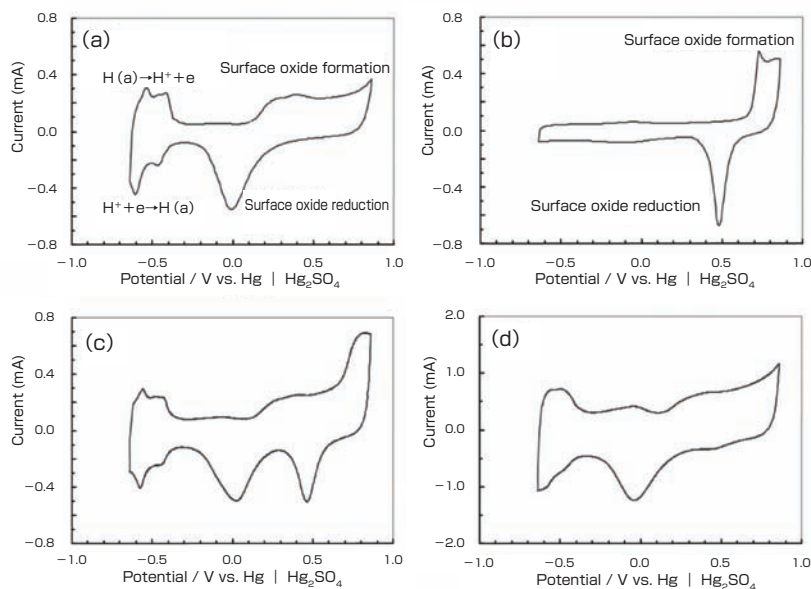 (a)
H(a)→H⁺+e
Surface oxide formation
H⁺+e→H(a)
Surface oxide reduction
Current (mA)
0.8
0.4
0.0
−0.4
−0.8
−1.0 −0.5 0.0 0.5 1.0
Potential / V vs. Hg | Hg₂SO₄
(b)
Surface oxide formation
Surface oxide reduction
Current (mA)
0.8
0.4
0.0
−0.4
−0.8
−1.0 −0.5 0.0 0.5 1.0
Potential / V vs. Hg | Hg₂SO₄
(c)
Current (mA)
0.8
0.4
0.0
−0.4
−0.8
−1.0 −0.5 0.0 0.5 1.0
Potential / V vs. Hg | Hg₂SO₄
(d)
Current (mA)
2.0
1.0
0.0
−1.0
−2.0
−1.0 −0.5 0.0 0.5 1.0
Potential / V vs. Hg | Hg₂SO₄